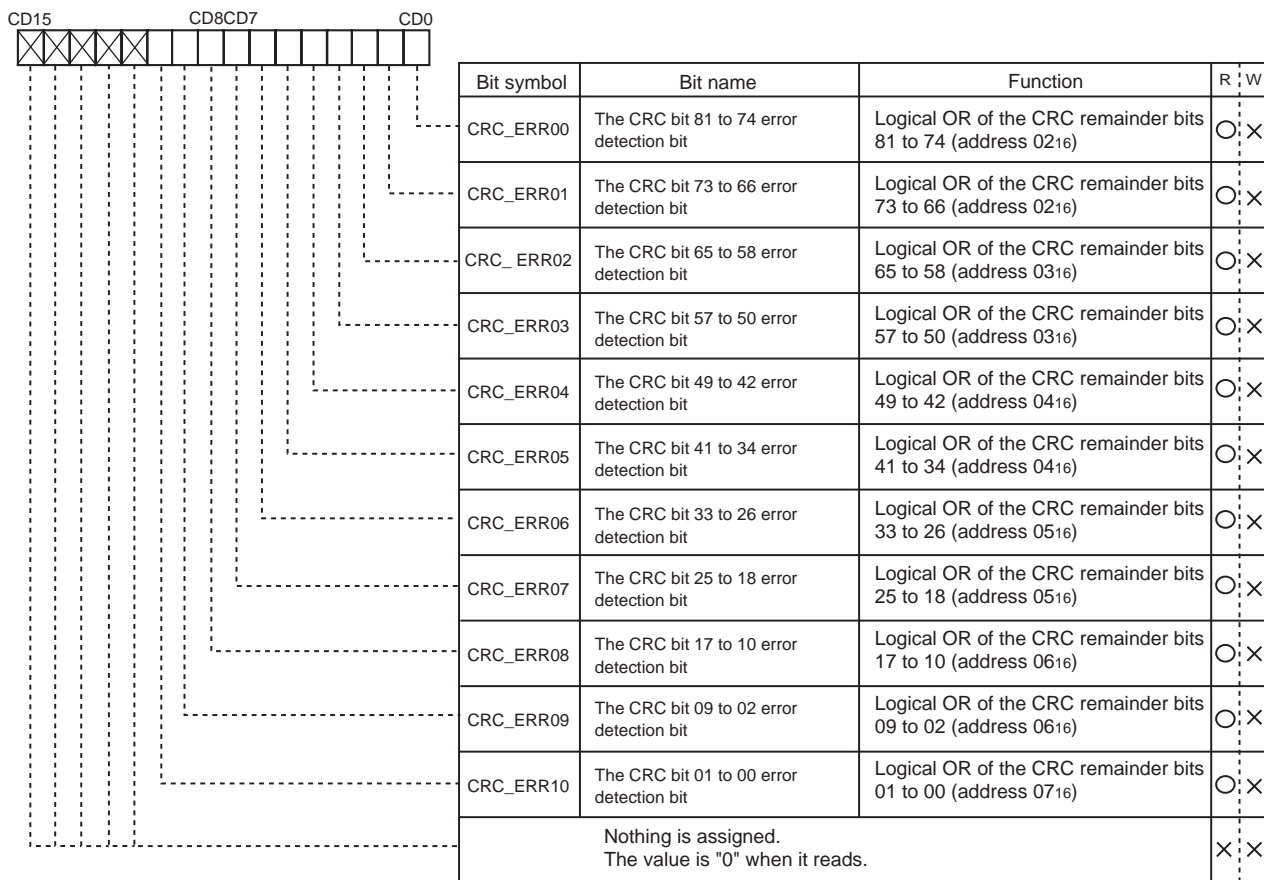 CD15 CD8CD7 CD0
Bit symbol Bit name Function R W
CRC_ERR00 The CRC bit 81 to 74 error Logical OR of the CRC remainder bits
detection bit 81 to 74 (address 0216)
CRC_ERR01 The CRC bit 73 to 66 error Logical OR of the CRC remainder bits
detection bit 73 to 66 (address 0216)
CRC_ ERR02 The CRC bit 65 to 58 error Logical OR of the CRC remainder bits
detection bit 65 to 58 (address 0316)
CRC_ERR03 The CRC bit 57 to 50 error Logical OR of the CRC remainder bits
detection bit 57 to 50 (address 0316)
CRC_ERR04 The CRC bit 49 to 42 error Logical OR of the CRC remainder bits
detection bit 49 to 42 (address 0416)
CRC_ERR05 The CRC bit 41 to 34 error Logical OR of the CRC remainder bits
detection bit 41 to 34 (address 0416)
CRC_ERR06 The CRC bit 33 to 26 error Logical OR of the CRC remainder bits
detection bit 33 to 26 (address 0516)
CRC_ERR07 The CRC bit 25 to 18 error Logical OR of the CRC remainder bits
detection bit 25 to 18 (address 0516)
CRC_ERR08 The CRC bit 17 to 10 error Logical OR of the CRC remainder bits
detection bit 17 to 10 (address 0616)
CRC_ERR09 The CRC bit 09 to 02 error Logical OR of the CRC remainder bits
detection bit 09 to 02 (address 0616)
CRC_ERR10 The CRC bit 01 to 00 error Logical OR of the CRC remainder bits
detection bit 01 to 00 (address 0716)
Nothing is assigned.
The value is "0" when it reads.